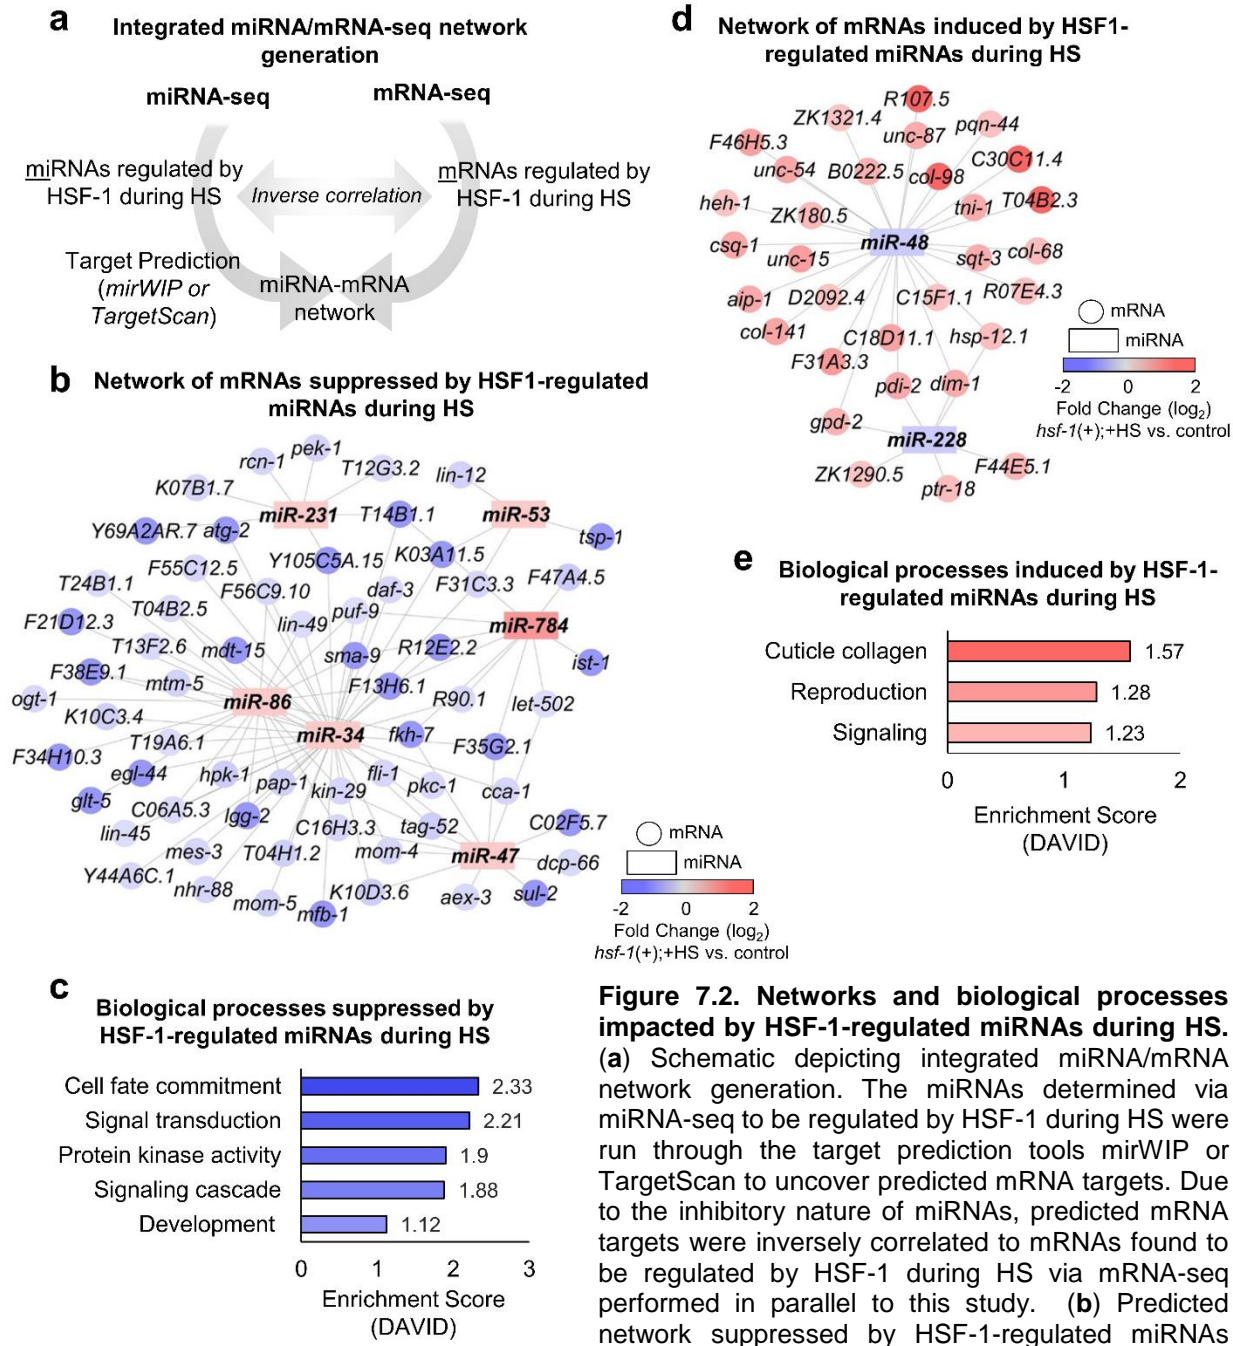 a
Integrated miRNA/mRNA-seq network
generation
miRNA-seq
mRNA-seq
miRNAs regulated by
HSF-1 during HS
Inverse correlation
mRNAs regulated by
HSF-1 during HS
Target Prediction
(mirWIP or
TargetScan)
miRNA-mRNA
network
b
Network of mRNAs suppressed by HSF1-regulated
miRNAs during HS
pek-1
rcn-1
T12G3.2
lin-12
K07B1.7
miR-231
T14B1.1
miR-53
Y69A2AR.7
atg-2
tsp-1
Y105C5A.15
K03A11.5
F55C12.5
T24B1.1
F56C9.10
daf-3
F31C3.3
F47A4.5
T04B2.5
puf-9
F21D12.3
lin-49
miR-784
T13F2.6
mdt-15
sma-9
R12E2.2
ist-1
F38E9.1
mtm-5
F13H6.1
ogt-1
miR-86
R90.1
let-502
K10C3.4
miR-34
fkh-7
T19A6.1
F35G2.1
F34H10.3
egl-44
hpk-1
pap-1
kin-29
fli-1
pkc-1
cca-1
glt-5
C06A5.3
lgg-2
C16H3.3
tag-52
C02F5.7
lin-45
mes-3
T04H1.2
mom-4
miR-47
dcp-66
Y44A6C.1
nhr-88
mom-5
mfb-1
K10D3.6
aex-3
sul-2
mRNA
miRNA
-2
0
2
Fold Change (log2)
hsf-1(+);+HS vs. control
c
Biological processes suppressed by
HSF-1-regulated miRNAs during HS
Cell fate commitment
2.33
Signal transduction
2.21
Protein kinase activity
1.9
Signaling cascade
1.88
Development
1.12
0
1
2
3
Enrichment Score
(DAVID)
d
Network of mRNAs induced by HSF1-
regulated miRNAs during HS
R107.5
ZK1321.4
pqn-44
F46H5.3
unc-87
C30C11.4
unc-54
B0222.5
col-98
heh-1
ZK180.5
tni-1
T04B2.3
csq-1
miR-48
unc-15
sqt-3
col-68
aip-1
D2092.4
C15F1.1
R07E4.3
col-141
C18D11.1
hsp-12.1
F31A3.3
pdi-2
dim-1
gpd-2
miR-228
ZK1290.5
F44E5.1
ptr-18
mRNA
miRNA
-2
0
2
Fold Change (log2)
hsf-1(+);+HS vs. control
e
Biological processes induced by HSF-1-
regulated miRNAs during HS
Cuticle collagen
1.57
Reproduction
1.28
Signaling
1.23
0
1
2
Enrichment Score
(DAVID)
Figure 7.2. Networks and biological processes
impacted by HSF-1-regulated miRNAs during HS.
(a) Schematic depicting integrated miRNA/mRNA
network generation. The miRNAs determined via
miRNA-seq to be regulated by HSF-1 during HS were
run through the target prediction tools mirWIP or
TargetScan to uncover predicted mRNA targets. Due
to the inhibitory nature of miRNAs, predicted mRNA
targets were inversely correlated to mRNAs found to
be regulated by HSF-1 during HS via mRNA-seq
performed in parallel to this study. (b) Predicted
network suppressed by HSF-1-regulated miRNAs